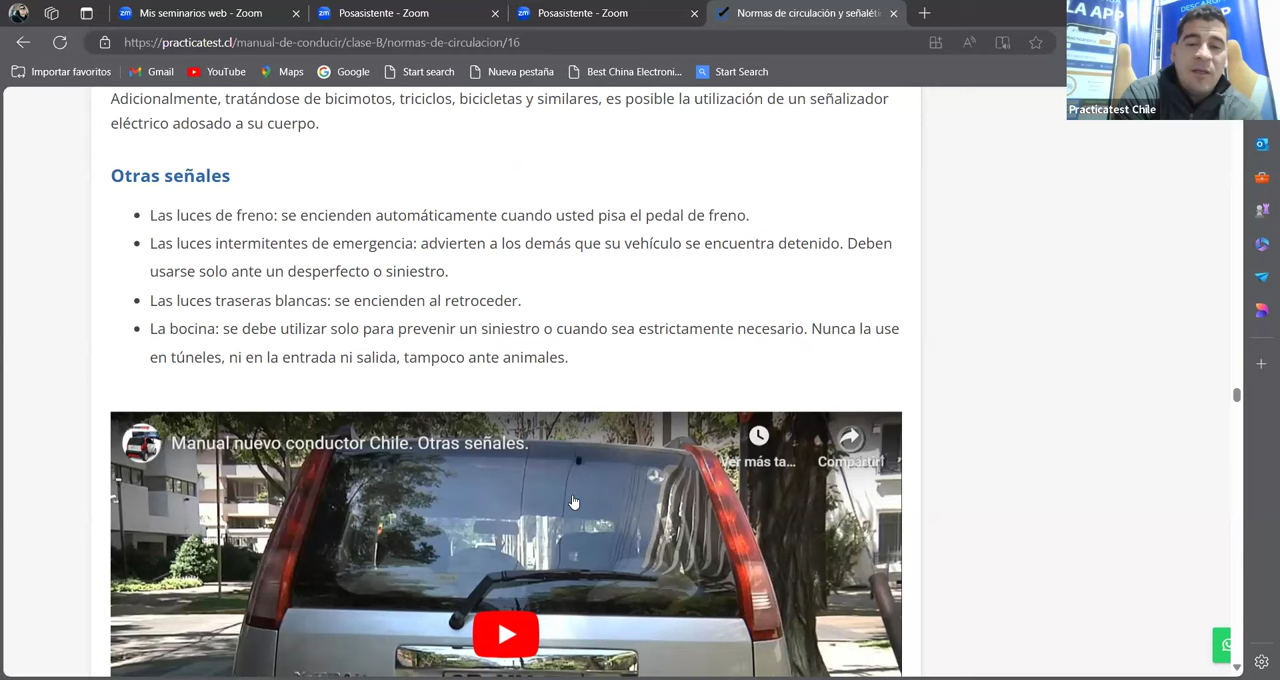 Mis seminarios web - Zoom
Posasistente - Zoom
Posasistente - Zoom
Normas de circulación y señaléti
https://practicatest.cl/manual-de-conducir/clase-B/normas-de-circulacion/16
Importar favoritos
Gmail
YouTube
Maps
Google
Start search
Nueva pestaña
Best China Electroni...
Start Search
LA APP
DESCARG
Practicatest Chile
Adicionalmente, tratándose de bicimotos, triciclos, bicicletas y similares, es posible la utilización de un señalizador
eléctrico adosado a su cuerpo.
Otras señales
• Las luces de freno: se encienden automáticamente cuando usted pisa el pedal de freno.
• Las luces intermitentes de emergencia: advierten a los demás que su vehículo se encuentra detenido. Deben
usarse solo ante un desperfecto o siniestro.
• Las luces traseras blancas: se encienden al retroceder.
• La bocina: se debe utilizar solo para prevenir un siniestro o cuando sea estrictamente necesario. Nunca la use
en túneles, ni en la entrada ni salida, tampoco ante animales.
Manual nuevo conductor Chile. Otras señales.
Ver más ta...
Compartir